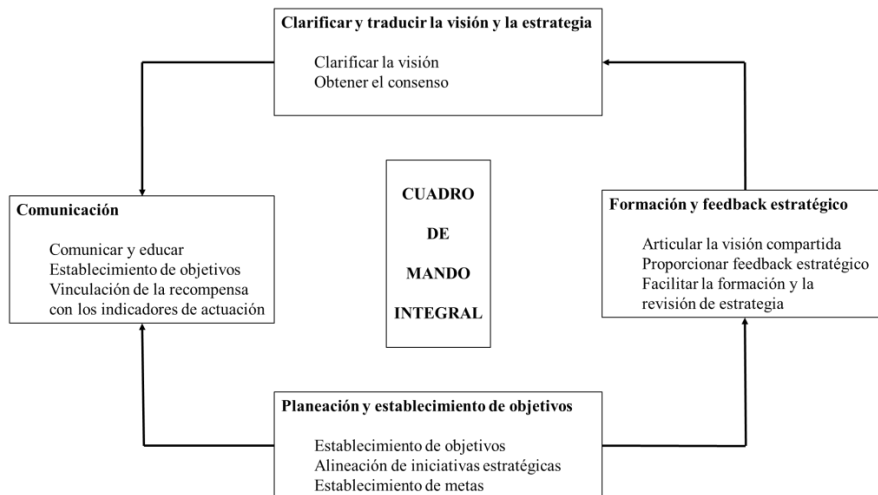 Clarificar y traducir la visión y la estrategia
Clarificar la visión
Obtener el consenso
Comunicación
Comunicar y educar
Establecimiento de objetivos
Vinculación de la recompensa
con los indicadores de actuación
CUADRO
DE
MANDO
INTEGRAL
Formación y feedback estratégico
Articular la visión compartida
Proporcionar feedback estratégico
Facilitar la formación y la
revisión de estrategia
Planeación y establecimiento de objetivos
Establecimiento de objetivos
Alineación de iniciativas estratégicas
Establecimiento de metas